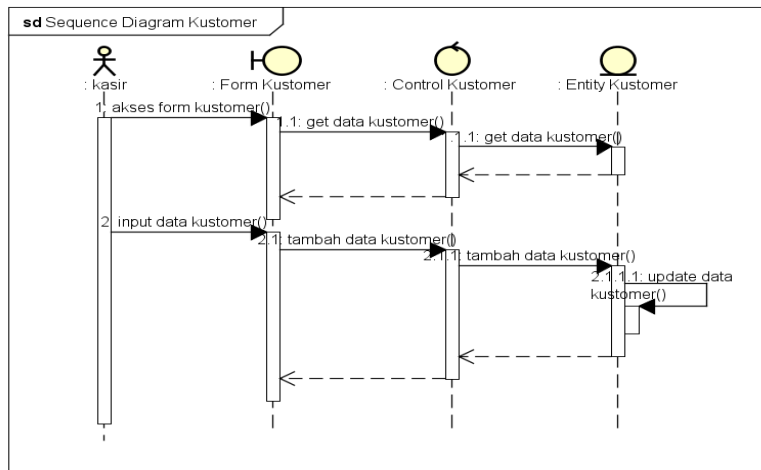 sd Sequence Diagram Kustomer
: kasir
: Form Kustomer
: Control Kustomer
: Entity Kustomer
1: akses form kustomer()
1.1: get data kustomer()
1.1.1: get data kustomer()
2: input data kustomer()
2.1: tambah data kustomer()
2.1.1: tambah data kustomer()
2.1.1.1: update data
kustomer()